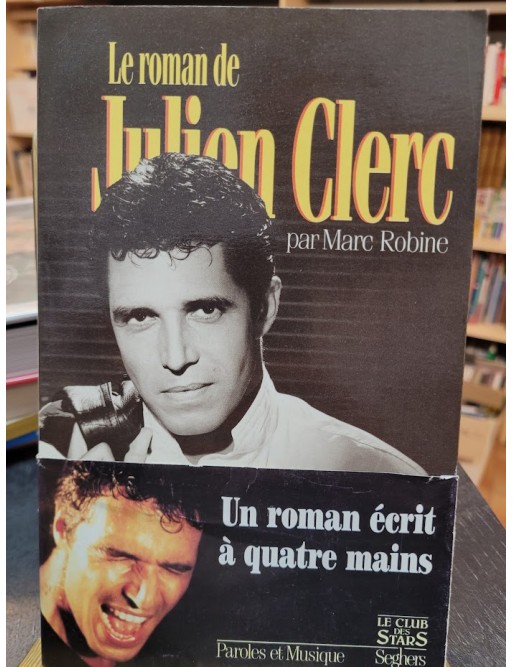 Le roman de
Julien Clerc
par Marc Robine
Un roman écrit
à quatre mains
LE CLUB
DES
STARS
Paroles et Musique
Seghers